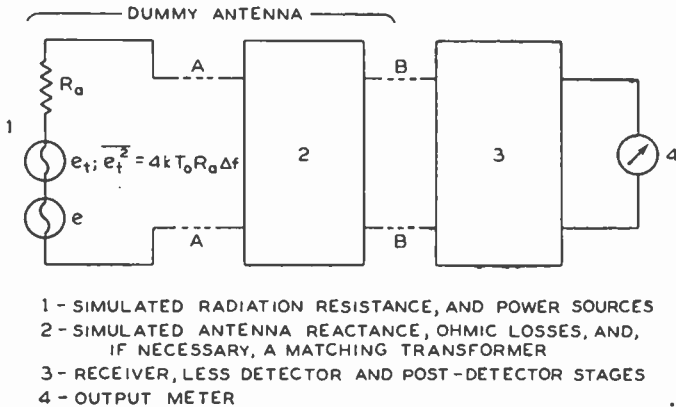 DUMMY ANTENNA
A
B
Ra
1
et; et² = 4kToRaΔf
e
2
3
4
A
B
1 - SIMULATED RADIATION RESISTANCE, AND POWER SOURCES
2 - SIMULATED ANTENNA REACTANCE, OHMIC LOSSES, AND,
IF NECESSARY, A MATCHING TRANSFORMER
3 - RECEIVER, LESS DETECTOR AND POST-DETECTOR STAGES
4 - OUTPUT METER